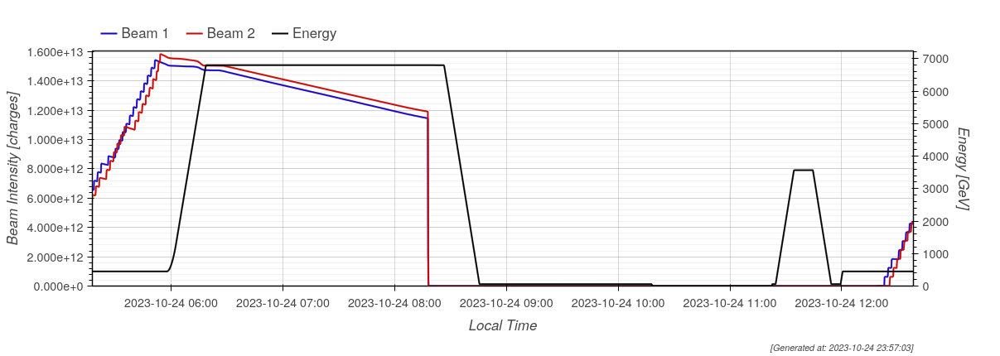 Beam 1 Beam 2 Energy
Beam Intensity [charges]
1.600e+13
1.400e+13
1.200e+13
1.000e+13
8.000e+12
6.000e+12
4.000e+12
2.000e+12
0.000e+0
7000
6000
5000
4000
3000
2000
1000
0
Energy [GeV]
2023-10-24 06:00 2023-10-24 07:00 2023-10-24 08:00 2023-10-24 09:00 2023-10-24 10:00 2023-10-24 11:00 2023-10-24 12:00
Local Time
[Generated at: 2023-10-24 23:57:03]